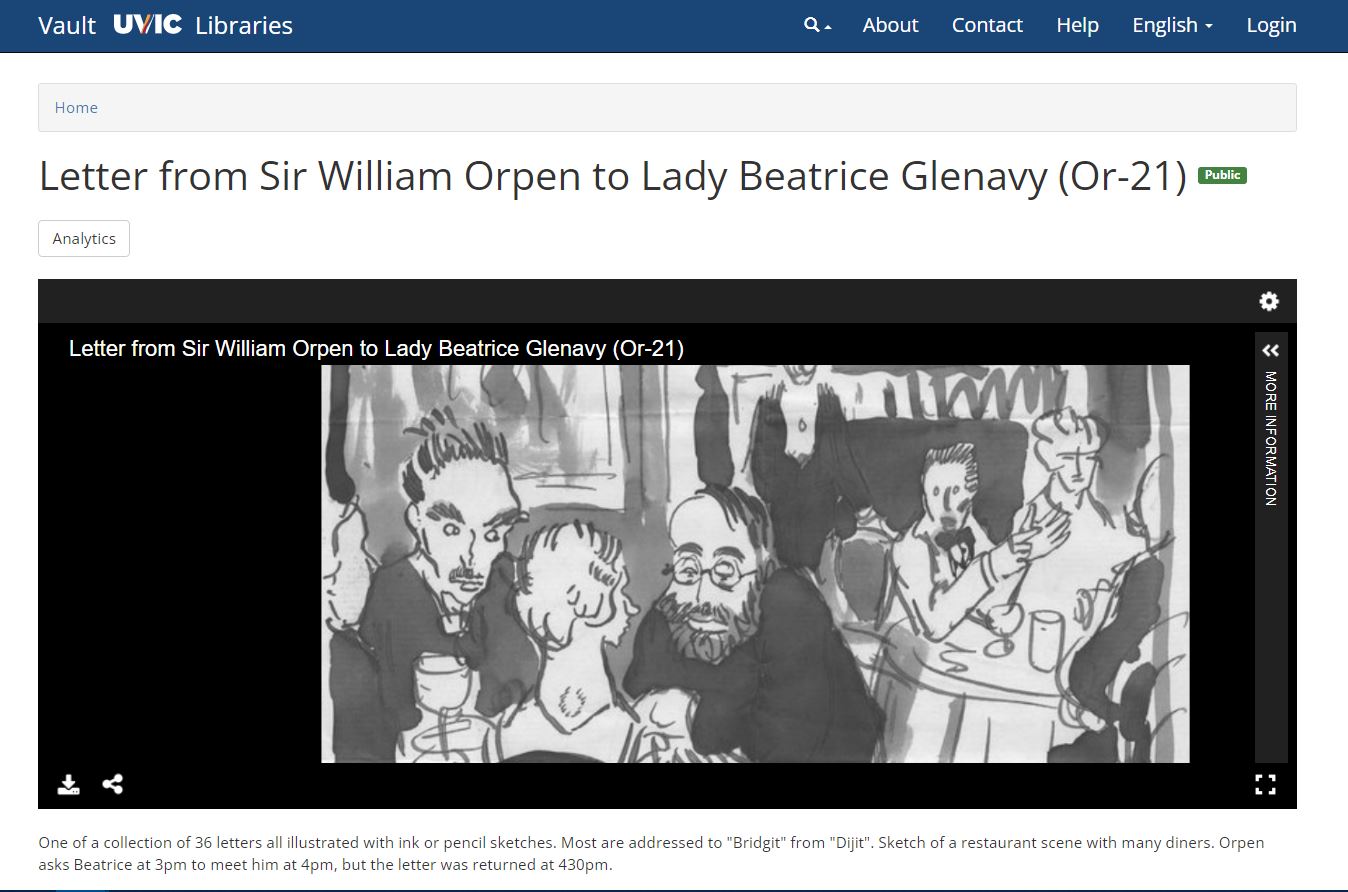 Vault UVIC Libraries About Contact Help English Login
Home
Letter from Sir William Orpen to Lady Beatrice Glenavy (Or-21) Public
Analytics
Letter from Sir William Orpen to Lady Beatrice Glenavy (Or-21)
MORE INFORMATION
One of a collection of 36 letters all illustrated with ink or pencil sketches. Most are addressed to "Bridgit" from "Dijit". Sketch of a restaurant scene with many diners. Orpen
asks Beatrice at 3pm to meet him at 4pm, but the letter was returned at 430pm.